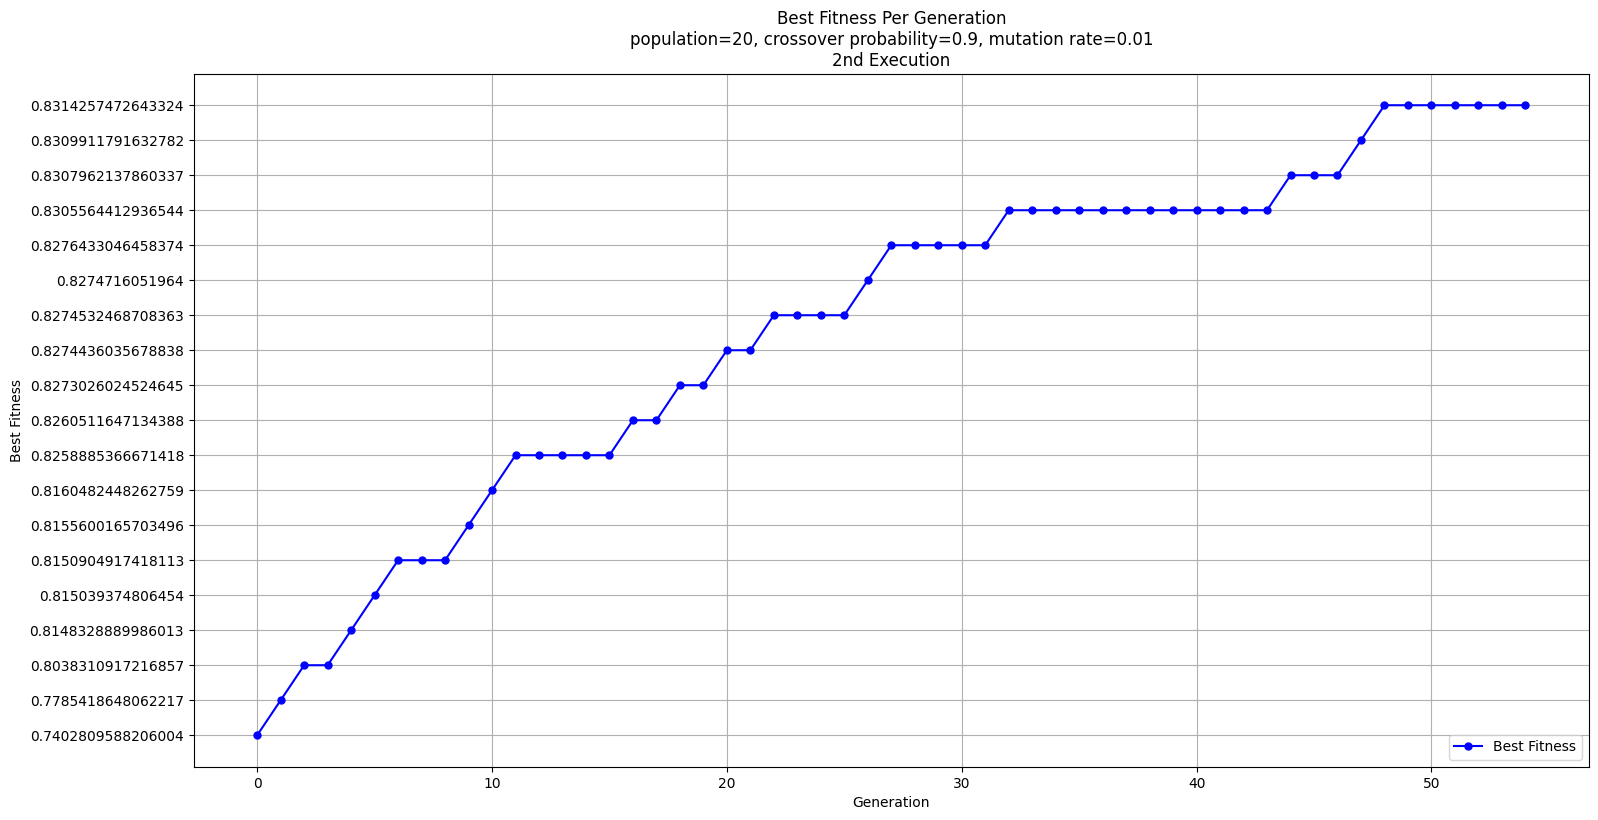 Best Fitness Per Generation
population=20, crossover probability=0.9, mutation rate=0.01
2nd Execution
Best Fitness
0.8314257472643324
0.8309911791632782
0.8307962137860337
0.8305564412936544
0.8276433046458374
0.8274716051964
0.8274532468708363
0.8274436035678838
0.8273026024524645
0.8260511647134388
0.8258885366671418
0.8160482448262759
0.8155600165703496
0.8150904917418113
0.815039374806454
0.8148328889986013
0.8038310917216857
0.7785418648062217
0.7402809588206004
Best Fitness
0 10 20 30 40 50
Generation